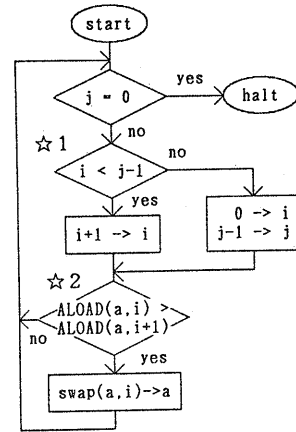 start
j = 0
yes
halt
no
☆1
i < j-1
no
yes
i+1 -> i
0 -> i
j-1 -> j
☆2
ALOAD(a,i) >
ALOAD(a,i+1)
no
yes
swap(a,i)->a